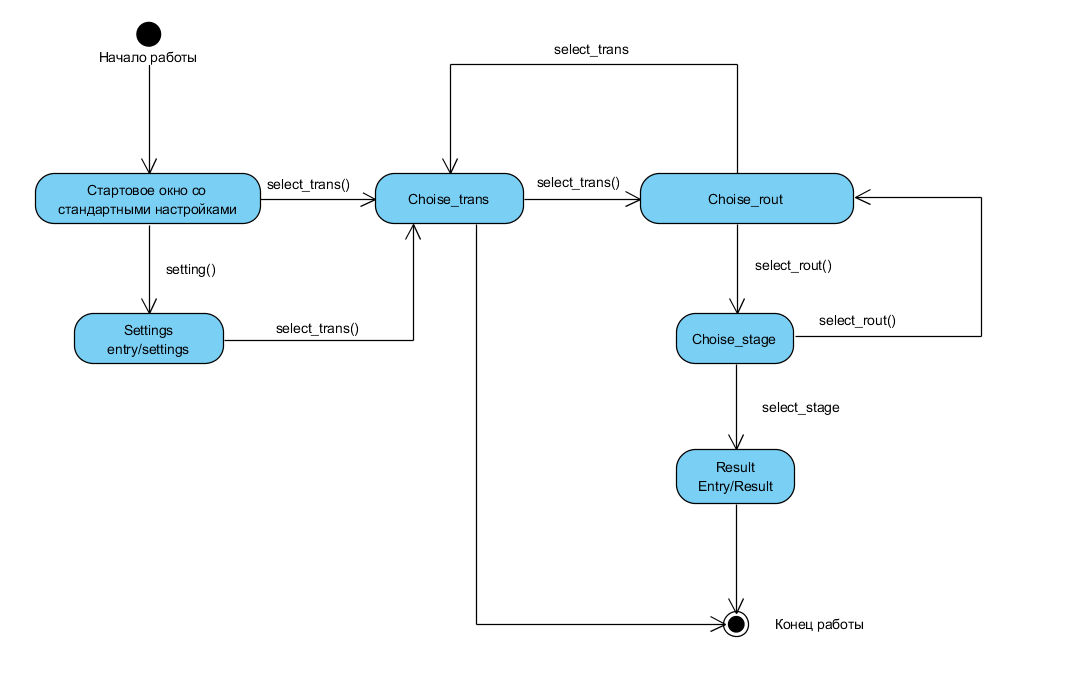 Начало работы
select_trans
Стартовое окно со
стандартными настройками
select_trans()
Choise_trans
select_trans()
Choise_rout
setting()
select_rout()
Settings
entry/settings
select_trans()
Choise_stage
select_rout()
select_stage
Result
Entry/Result
Конец работы